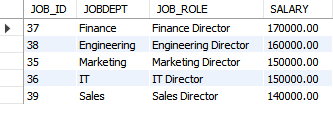 JOB_ID JOBDEPT JOB_ROLE SALARY
37 Finance Finance Director 170000.00
38 Engineering Engineering Director 160000.00
35 Marketing Marketing Director 150000.00
36 IT IT Director 150000.00
39 Sales Sales Director 140000.00